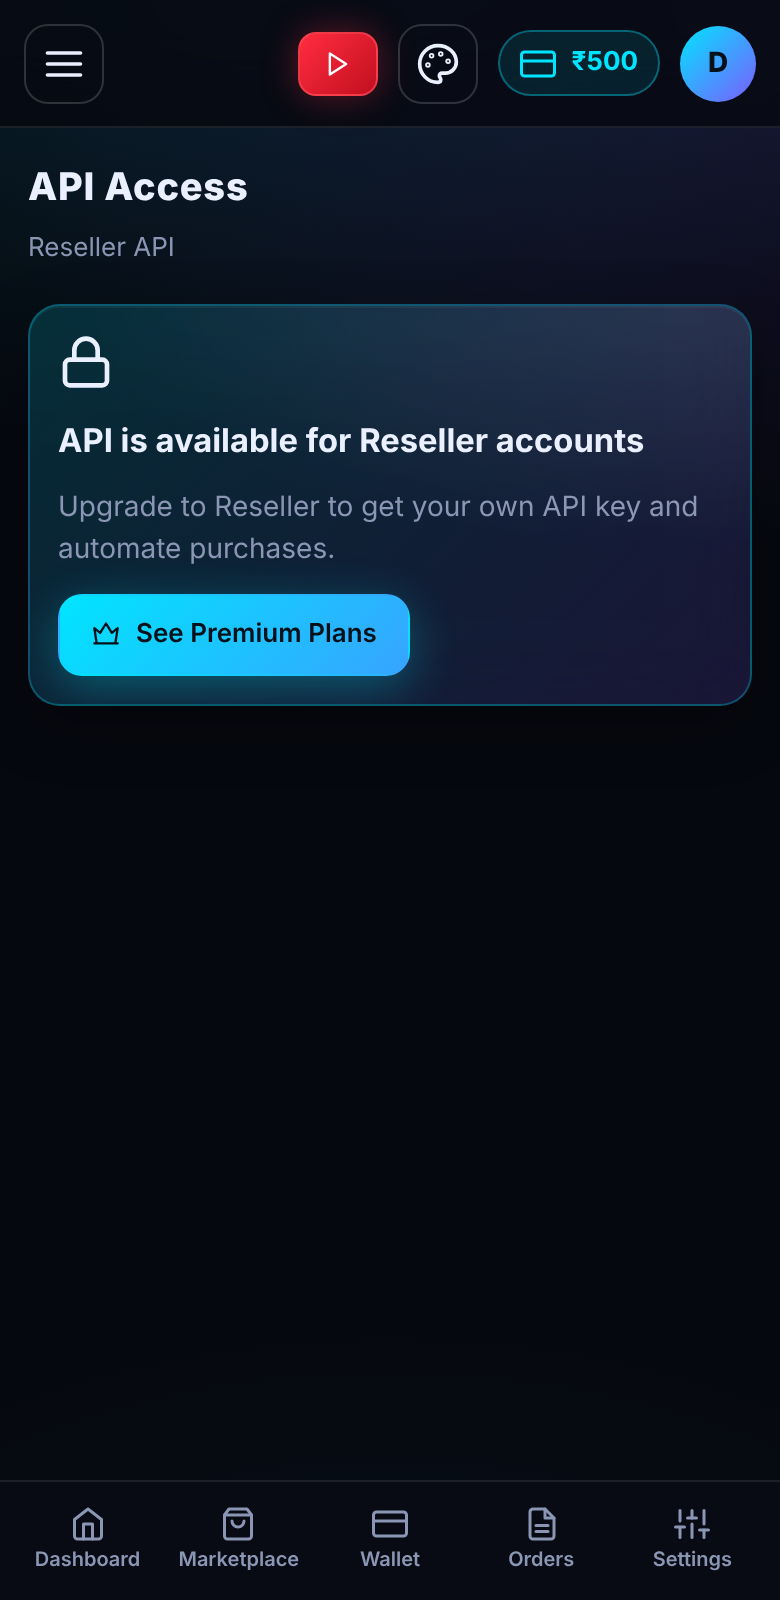 ₹500
D
API Access
Reseller API
API is available for Reseller accounts
Upgrade to Reseller to get your own API key and
automate purchases.
See Premium Plans
Dashboard
Marketplace
Wallet
Orders
Settings